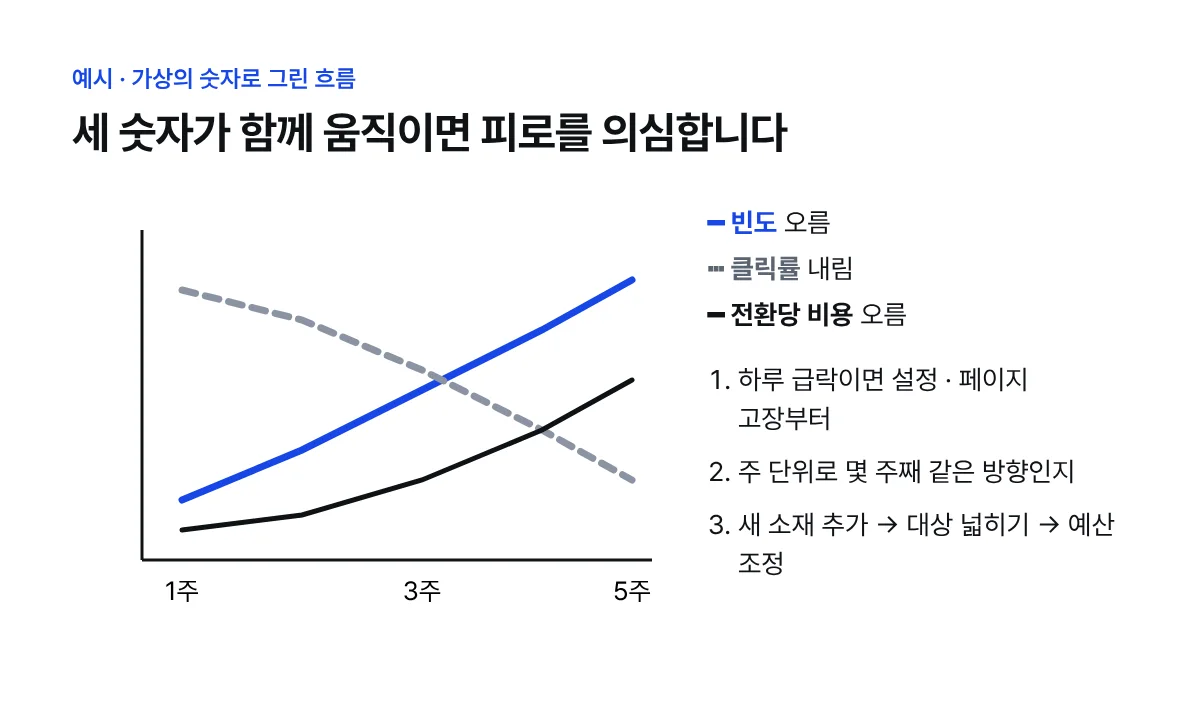 예시 · 가상의 숫자로 그린 흐름
세 숫자가 함께 움직이면 피로를 의심합니다
빈도 오름
클릭률 내림
전환당 비용 오름
1. 하루 급락이면 설정 · 페이지
고장부터
2. 주 단위로 몇 주째 같은 방향인지
3. 새 소재 추가 → 대상 넓히기 → 예산
조정
1주
3주
5주